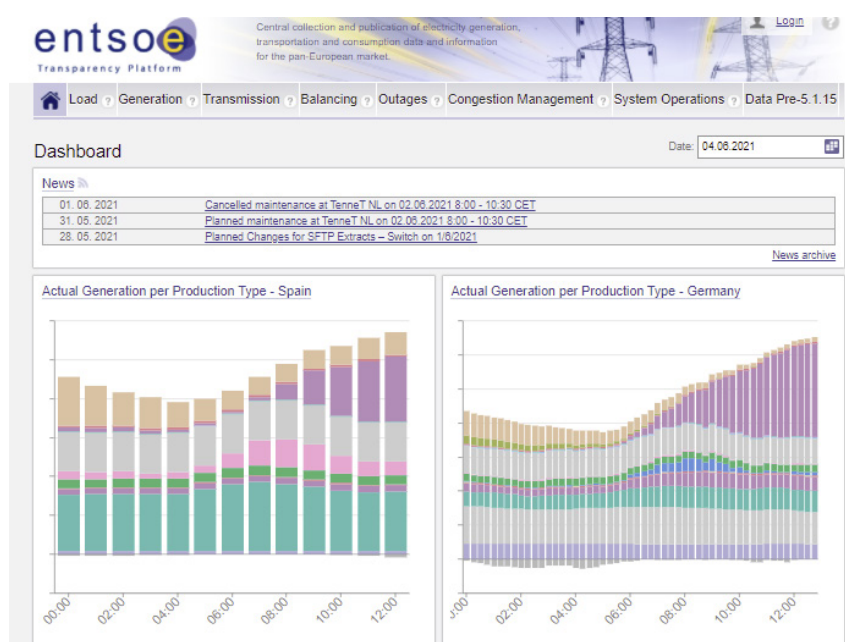 entsoe
Transparency Platform
Central collection and publication of electricity generation,
transportation and consumption data and information
for the pan-European market.
Login ?
Load ? Generation ? Transmission ? Balancing ? Outages ? Congestion Management ? System Operations ? Data Pre-5.1.15
Dashboard
Date: 04.06.2021
News
01. 06. 2021 Cancelled maintenance at TenneT NL on 02.06.2021 8:00 - 10:30 CET
31. 05. 2021 Planned maintenance at TenneT NL on 02.06.2021 8:00 - 10:30 CET
28. 05. 2021 Planned Changes for SFTP Extracts – Switch on 1/6/2021
News archive
Actual Generation per Production Type - Spain
Actual Generation per Production Type - Germany
00:00 02:00 04:00 06:00 08:00 10:00 12:00
0:00 02:00 04:00 06:00 08:00 10:00 12:00